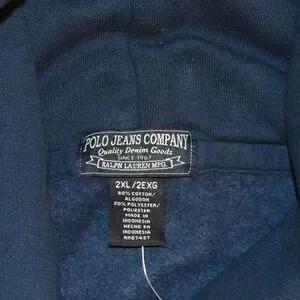 POLO JEANS COMPANY
Quality Denim Goods
SINCE 1967
RALPH LAUREN MFG.
2XL/2EXG
80% COTTON/
ALGODON
20% POLYESTER/
POLIESTER
MADE IN
INDONESIA
HECHO EN
INDONESIA
RN67437